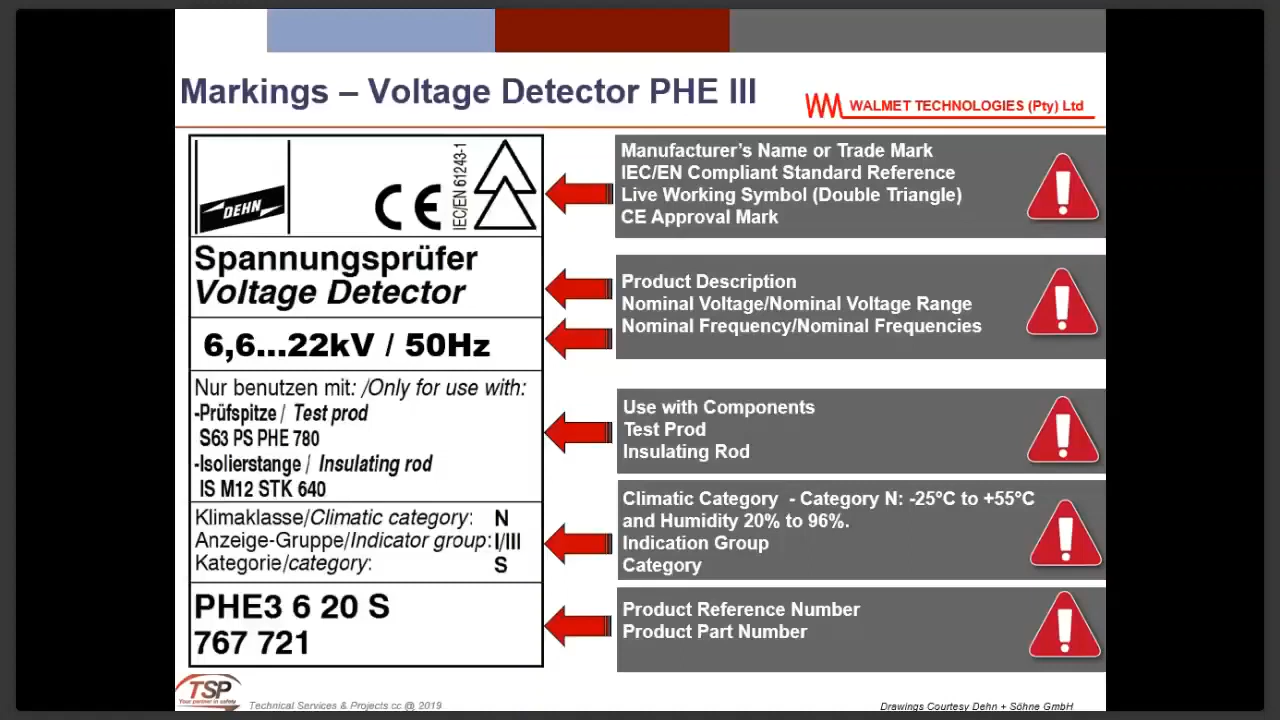 Markings – Voltage Detector PHE III
WALMET TECHNOLOGIES (Pty) Ltd
DEHN
CE
IEC/EN 61243-1
Manufacturer's Name or Trade Mark
IEC/EN Compliant Standard Reference
Live Working Symbol (Double Triangle)
CE Approval Mark
Spannungsprüfer
Voltage Detector
6,6...22kV / 50Hz
Product Description
Nominal Voltage/Nominal Voltage Range
Nominal Frequency/Nominal Frequencies
Nur benutzen mit: /Only for use with:
-Prüfspitze / Test prod
S63 PS PHE 780
-Isolierstange / Insulating rod
IS M12 STK 640
Use with Components
Test Prod
Insulating Rod
Klimaklasse/Climatic category: N
Anzeige-Gruppe/Indicator group: I/III
Kategorie/category: S
Climatic Category - Category N: -25°C to +55°C
and Humidity 20% to 96%.
Indication Group
Category
PHE3 6 20 S
767 721
Product Reference Number
Product Part Number
TSP
Your partner in safety
Technical Services & Projects cc @ 2019
Drawings Courtesy Dehn + Söhne GmbH